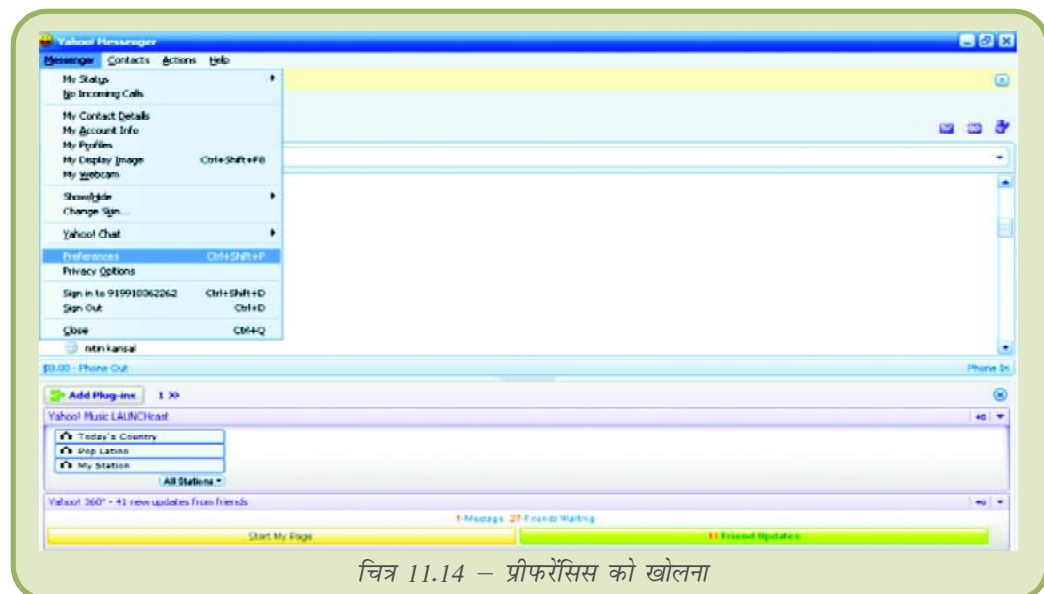 Yahoo! Messenger
Messenger Contacts Actions Help
My Status
No Incoming Calls
My Contact Details
My Account Info
My Profiles
My Display Image Ctrl+Shift+F8
My Webcam
Show/Hide
Change Skin...
Yahoo! Chat
Preferences Ctrl+Shift+P
Privacy Options
Sign in to 919910362262 Ctrl+Shift+D
Sign Out Ctrl+D
Close Ctrl+Q
nitin kansal
$0.00 - Phone Out Phone In
Add Plug-ins 1 >>
Yahoo! Music LAUNCHcast
Today's Country
Pop Latino
My Station
All Stations
Yahoo! 360° - 41 new updates from friends
1-Message 27-Friends Waiting
Start My Page
Friend Updates
चित्र 11.14 – प्रीफरेंसिस को खोलना